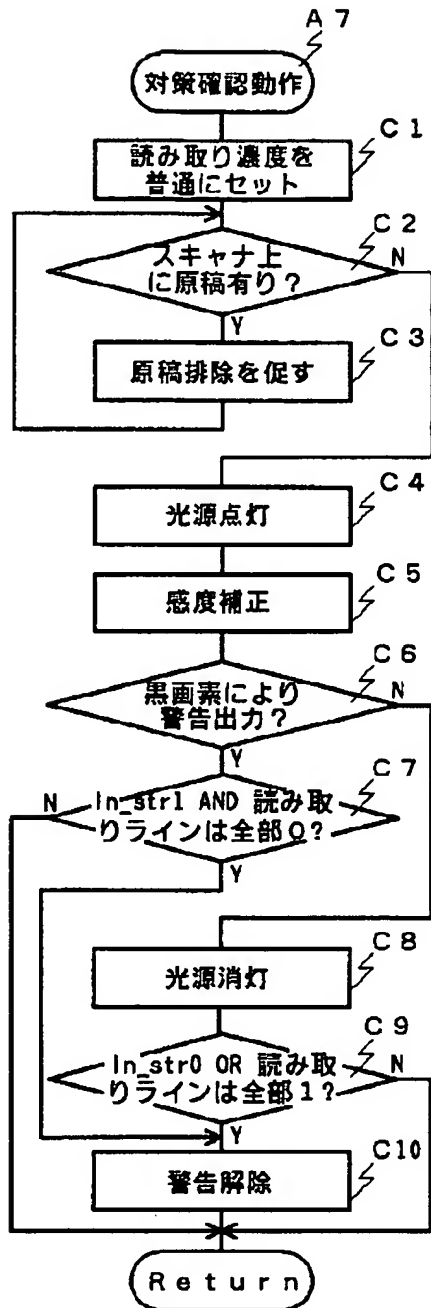 A7
対策確認動作
C1
読み取り濃度を
普通にセット
C2
スキャナ上
に原稿有り?
N
Y
C3
原稿排除を促す
C4
光源点灯
C5
感度補正
C6
黒画素により
警告出力?
N
Y
C7
N
ln_str1 AND 読み取
りラインは全部0?
Y
C8
光源消灯
C9
ln_str0 OR 読み取
りラインは全部1?
N
Y
C10
警告解除
Return